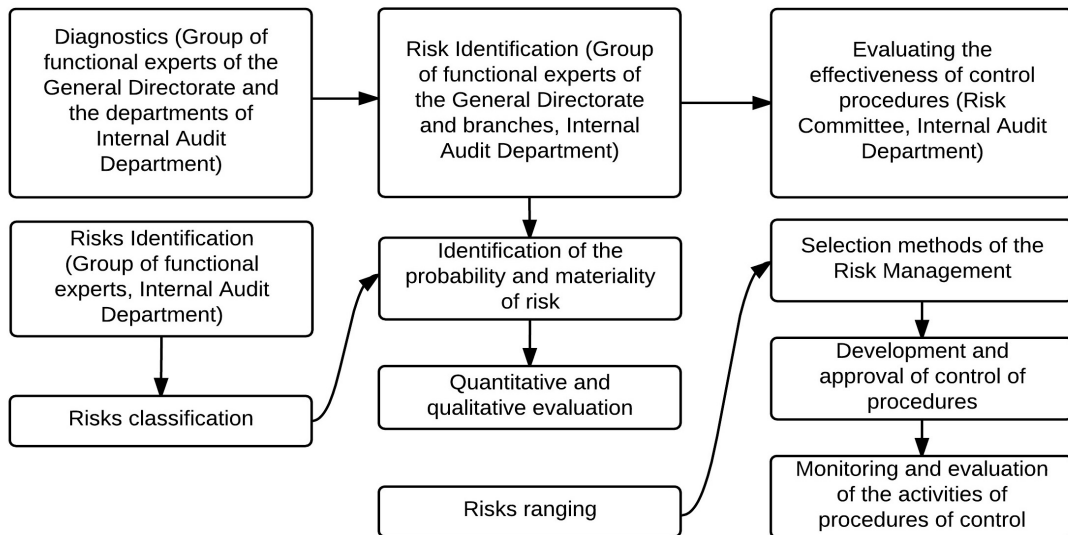 Diagnostics (Group of
functional experts of the
General Directorate and
the departments of
Internal Audit
Department)
Risk Identification (Group
of functional experts of
the General Directorate
and branches, Internal
Audit Department)
Evaluating the
effectiveness of control
procedures (Risk
Committee, Internal Audit
Department)
Risks Identification
(Group of functional
experts, Internal Audit
Department)
Identification of the
probability and materiality
of risk
Selection methods of the
Risk Management
Risks classification
Quantitative and
qualitative evaluation
Development and
approval of control of
procedures
Risks ranging
Monitoring and evaluation
of the activities of
procedures of control